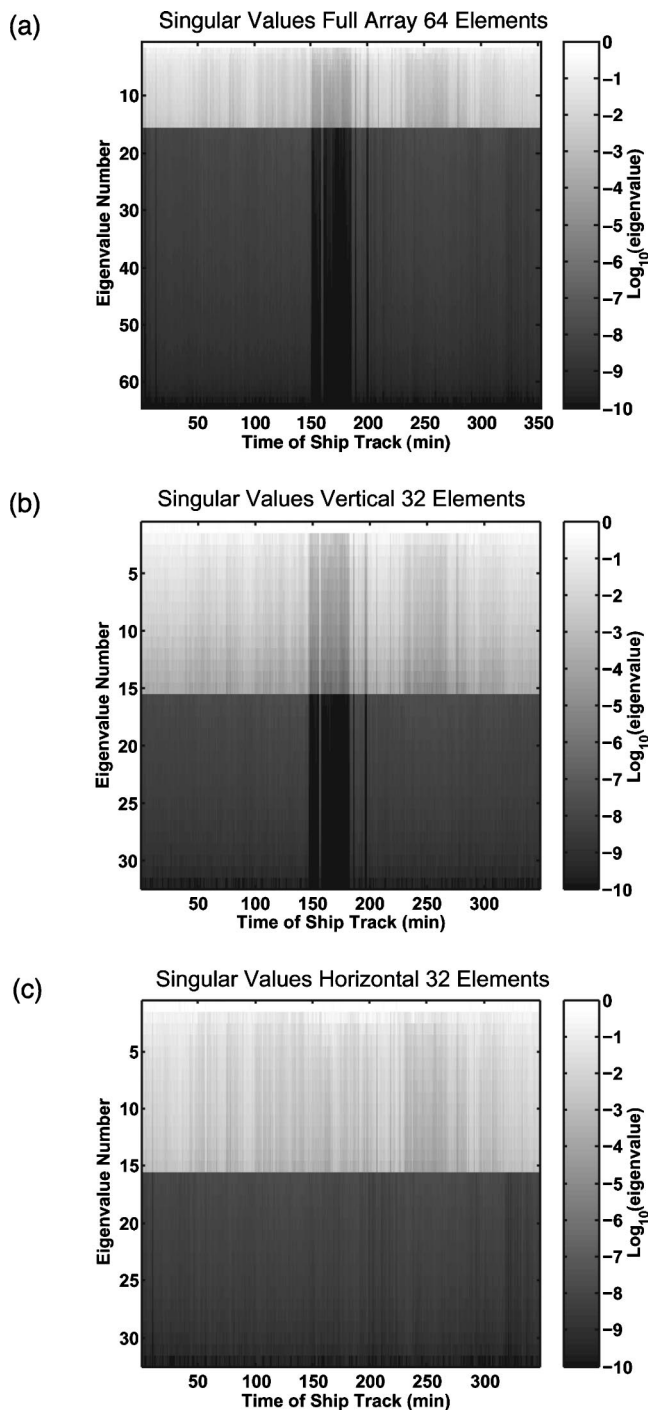 (a)
Singular Values Full Array 64 Elements
Eigenvalue Number
10
20
30
40
50
60
50 100 150 200 250 300 350
Time of Ship Track (min)
0
−1
−2
−3
−4
−5
−6
−7
−8
−9
−10
Log10(eigenvalue)
(b)
Singular Values Vertical 32 Elements
Eigenvalue Number
5
10
15
20
25
30
50 100 150 200 250 300
Time of Ship Track (min)
0
−1
−2
−3
−4
−5
−6
−7
−8
−9
−10
Log10(eigenvalue)
(c)
Singular Values Horizontal 32 Elements
Eigenvalue Number
5
10
15
20
25
30
50 100 150 200 250 300
Time of Ship Track (min)
0
−1
−2
−3
−4
−5
−6
−7
−8
−9
−10
Log10(eigenvalue)